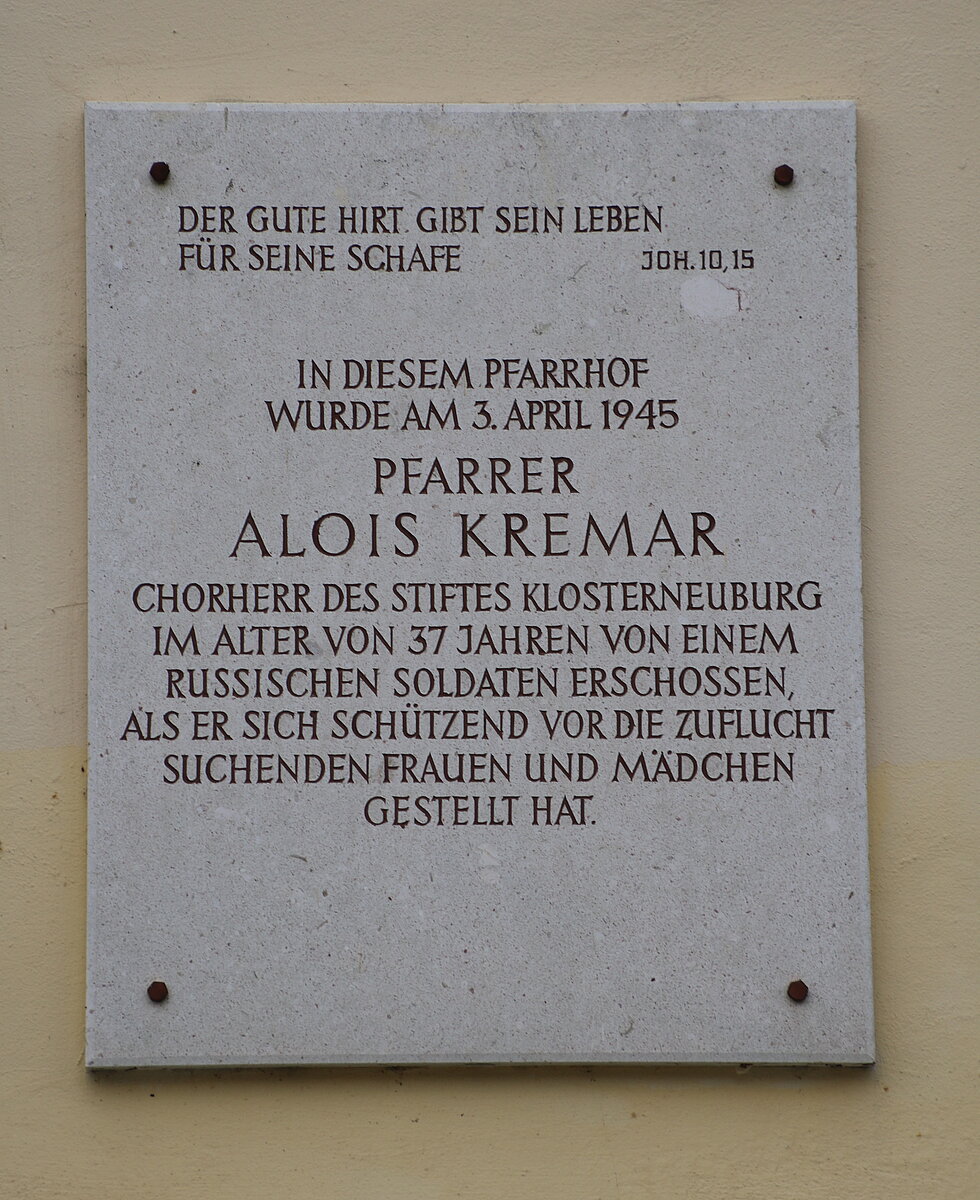 DER GUTE HIRT GIBT SEIN LEBEN
FÜR SEINE SCHAFE JOH. 10, 15
IN DIESEM PFARRHOF
WURDE AM 3. APRIL 1945
PFARRER
ALOIS KREMAR
CHORHERR DES STIFTES KLOSTERNEUBURG
IM ALTER VON 37 JAHREN VON EINEM
RUSSISCHEN SOLDATEN ERSCHOSSEN,
ALS ER SICH SCHÜTZEND VOR DIE ZUFLUCHT
SUCHENDEN FRAUEN UND MÄDCHEN
GESTELLT HAT.